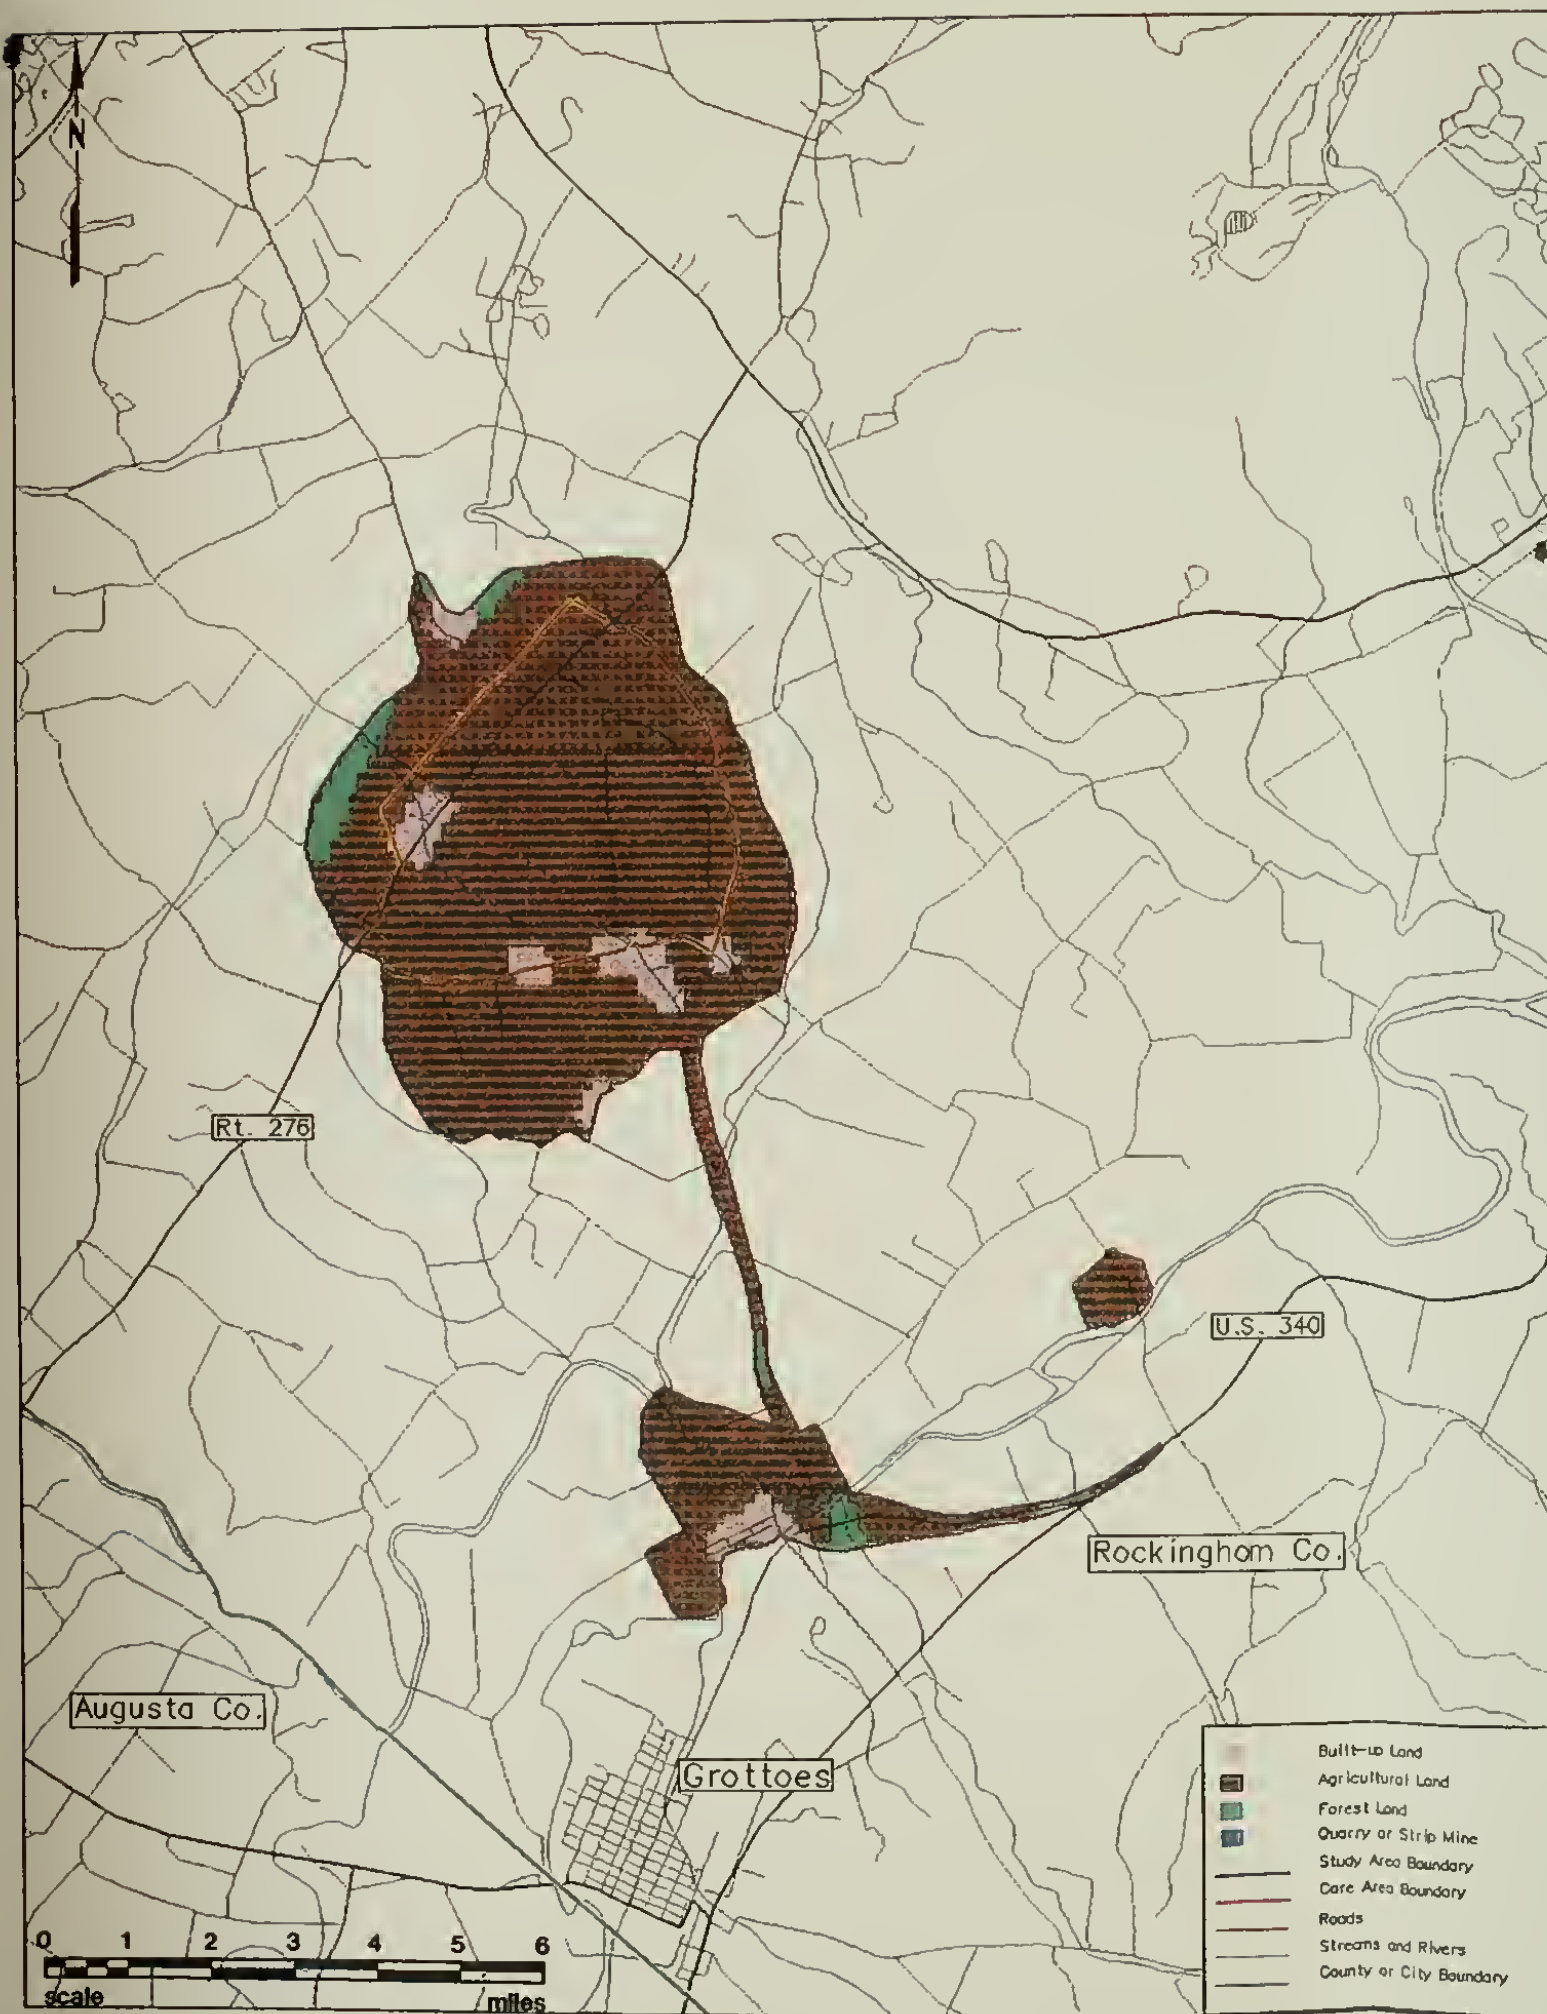 N
Rt. 276
U.S. 340
Rockingham Co.
Augusta Co.
Grottoes
Built-up Land
Agricultural Land
Forest Land
Quarry or Strip Mine
Study Area Boundary
Core Area Boundary
Roads
Streams and Rivers
County or City Boundary
0 1 2 3 4 5 6
scale miles